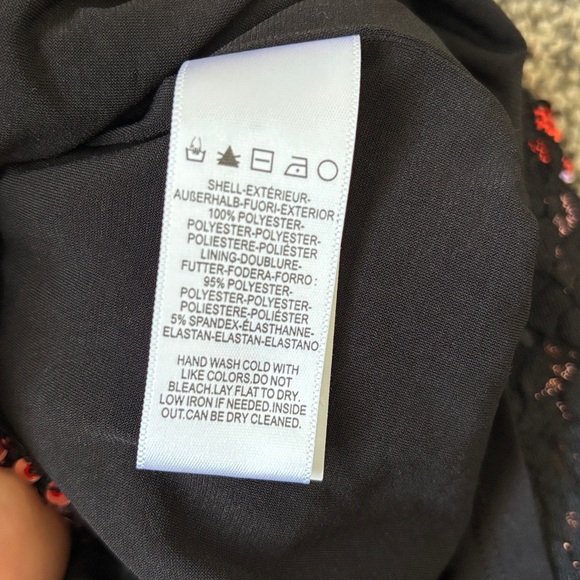 SHELL-EXTÉRIEUR-
AUßERHALB-FUORI-EXTERIOR
100% POLYESTER-
POLYESTER-POLYESTER-
POLIESTERE-POLIÉSTER
LINING-DOUBLURE-
FUTTER-FODERA-FORRO :
95% POLYESTER-
POLYESTER-POLYESTER-
POLIESTERE-POLIÉSTER
5% SPANDEX-ÉLASTHANNE-
ELASTAN-ELASTAN-ELASTANO
HAND WASH COLD WITH
LIKE COLORS.DO NOT
BLEACH.LAY FLAT TO DRY.
LOW IRON IF NEEDED.INSIDE
OUT.CAN BE DRY CLEANED.